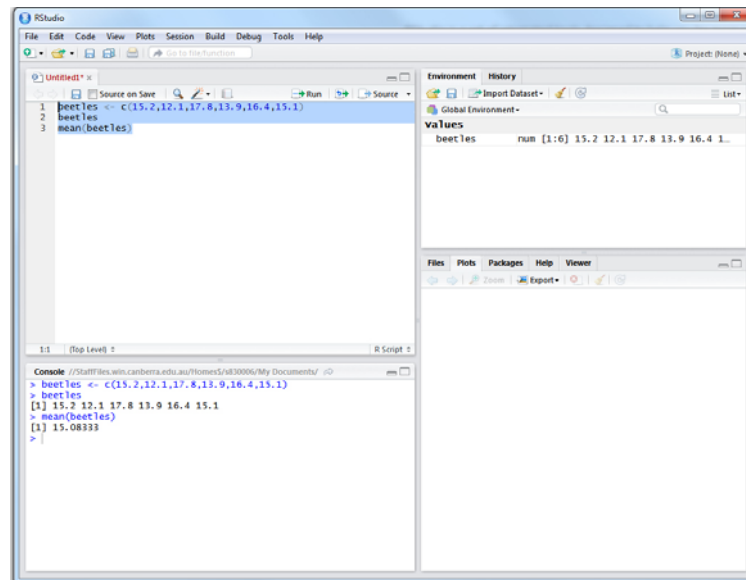 RStudio
File Edit Code View Plots Session Build Debug Tools Help
Go to file/function
Project: (None)
Untitled1* ×
Source on Save
Run
Source
1 beetles <- c(15.2,12.1,17.8,13.9,16.4,15.1)
2 beetles
3 mean(beetles)
1:1 (Top Level)
R Script
Environment History
Import Dataset
List
Global Environment
values
beetles num [1:6] 15.2 12.1 17.8 13.9 16.4 1…
Files Plots Packages Help Viewer
Zoom Export
Console //StaffFiles.win.canberra.edu.au/Homes$/s830006/My Documents/
> beetles <- c(15.2,12.1,17.8,13.9,16.4,15.1)
> beetles
[1] 15.2 12.1 17.8 13.9 16.4 15.1
> mean(beetles)
[1] 15.08333
>